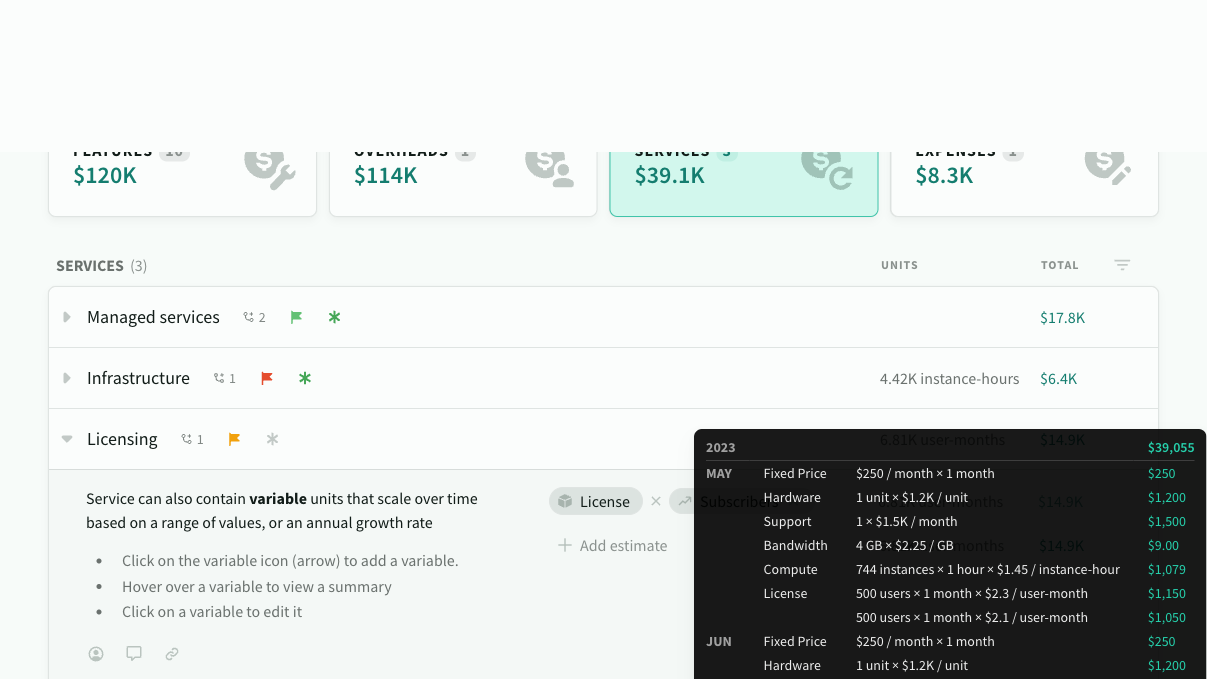 FEATURES 10
$120K
OVERHEADS 1
$114K
SERVICES 3
$39.1K
EXPENSES 1
$8.3K
SERVICES (3)
UNITS TOTAL
Managed services 2 $17.8K
Infrastructure 1 4.42K instance-hours $6.4K
Licensing 1 6.81K user-months $14.9K
Service can also contain variable units that scale over time
based on a range of values, or an annual growth rate
• Click on the variable icon (arrow) to add a variable.
• Hover over a variable to view a summary
• Click on a variable to edit it
License × Subscribers $14.9K
+ Add estimate $14.9K
2023 $39,055
MAY Fixed Price $250 / month × 1 month $250
Hardware 1 unit × $1.2K / unit $1,200
Support 1 × $1.5K / month $1,500
Bandwidth 4 GB × $2.25 / GB $9.00
Compute 744 instances × 1 hour × $1.45 / instance-hour $1,079
License 500 users × 1 month × $2.3 / user-month $1,150
500 users × 1 month × $2.1 / user-month $1,050
JUN Fixed Price $250 / month × 1 month $250
Hardware 1 unit × $1.2K / unit $1,200